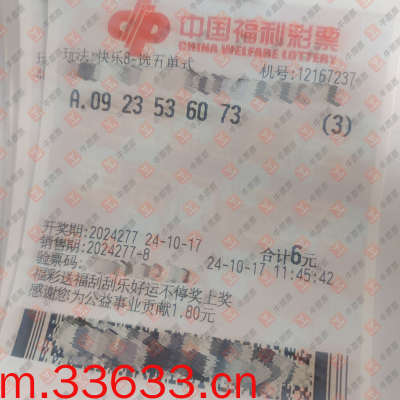 中国福利彩票
CHINA WELFARE LOTTERY
玩法:快乐8-选五单式 机号:12167237
A.09 23 53 60 73 (3)
开奖期:2024277 24-10-17 合计6元
销售期:2024277-8 24-10-17 11:45:42
验票码:
福彩送福刮刮乐好运不停奖上奖
感谢您为公益事业贡献1.80元
m.33633.cn